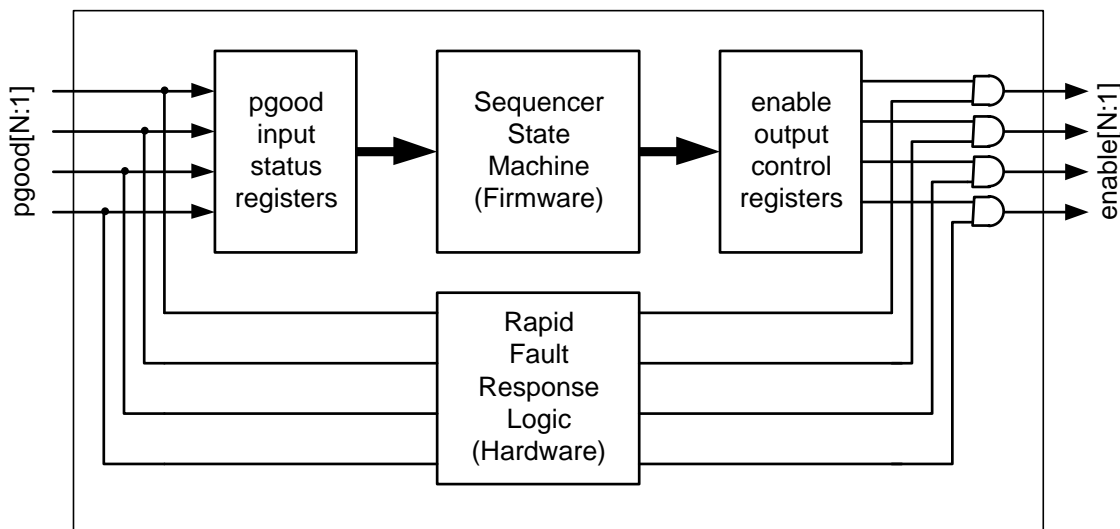 pgood[N:1]
pgood
input
status
registers
Sequencer
State
Machine
(Firmware)
enable
output
control
registers
enable[N:1]
Rapid
Fault
Response
Logic
(Hardware)